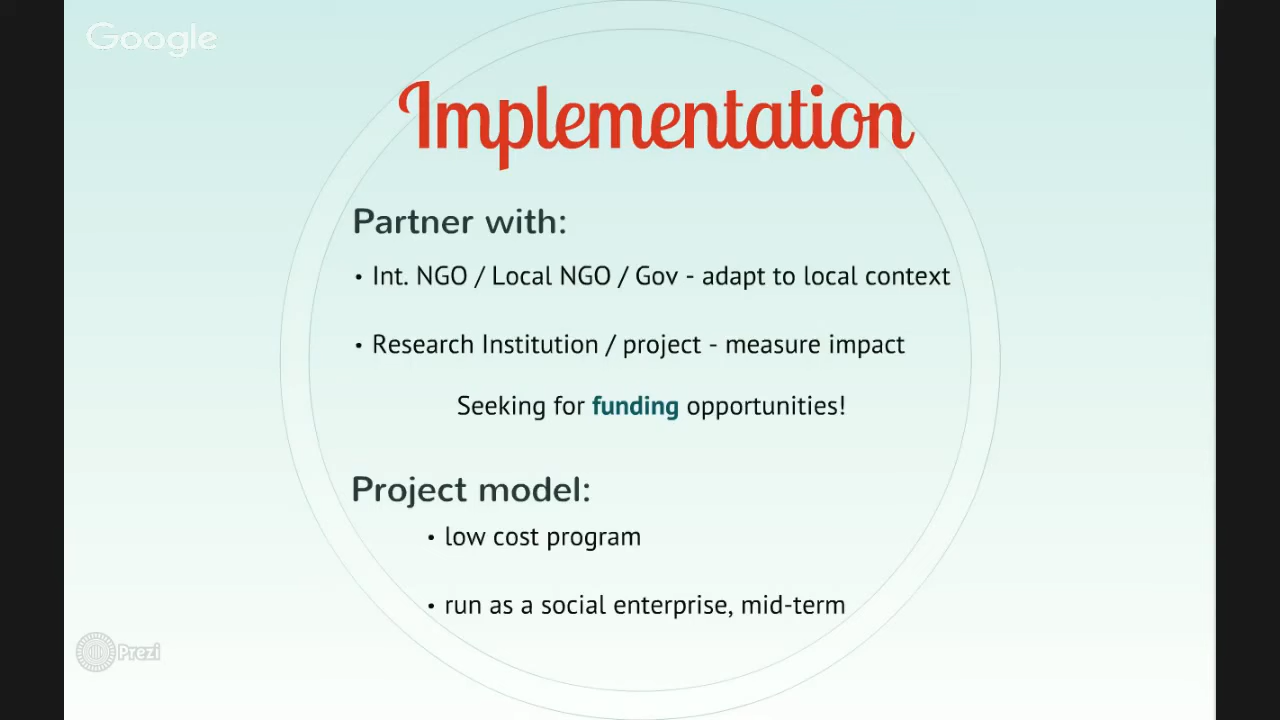 Google
Implementation
Partner with:
• Int. NGO / Local NGO / Gov - adapt to local context
• Research Institution / project - measure impact
Seeking for funding opportunities!
Project model:
• low cost program
• run as a social enterprise, mid-term
Prezi